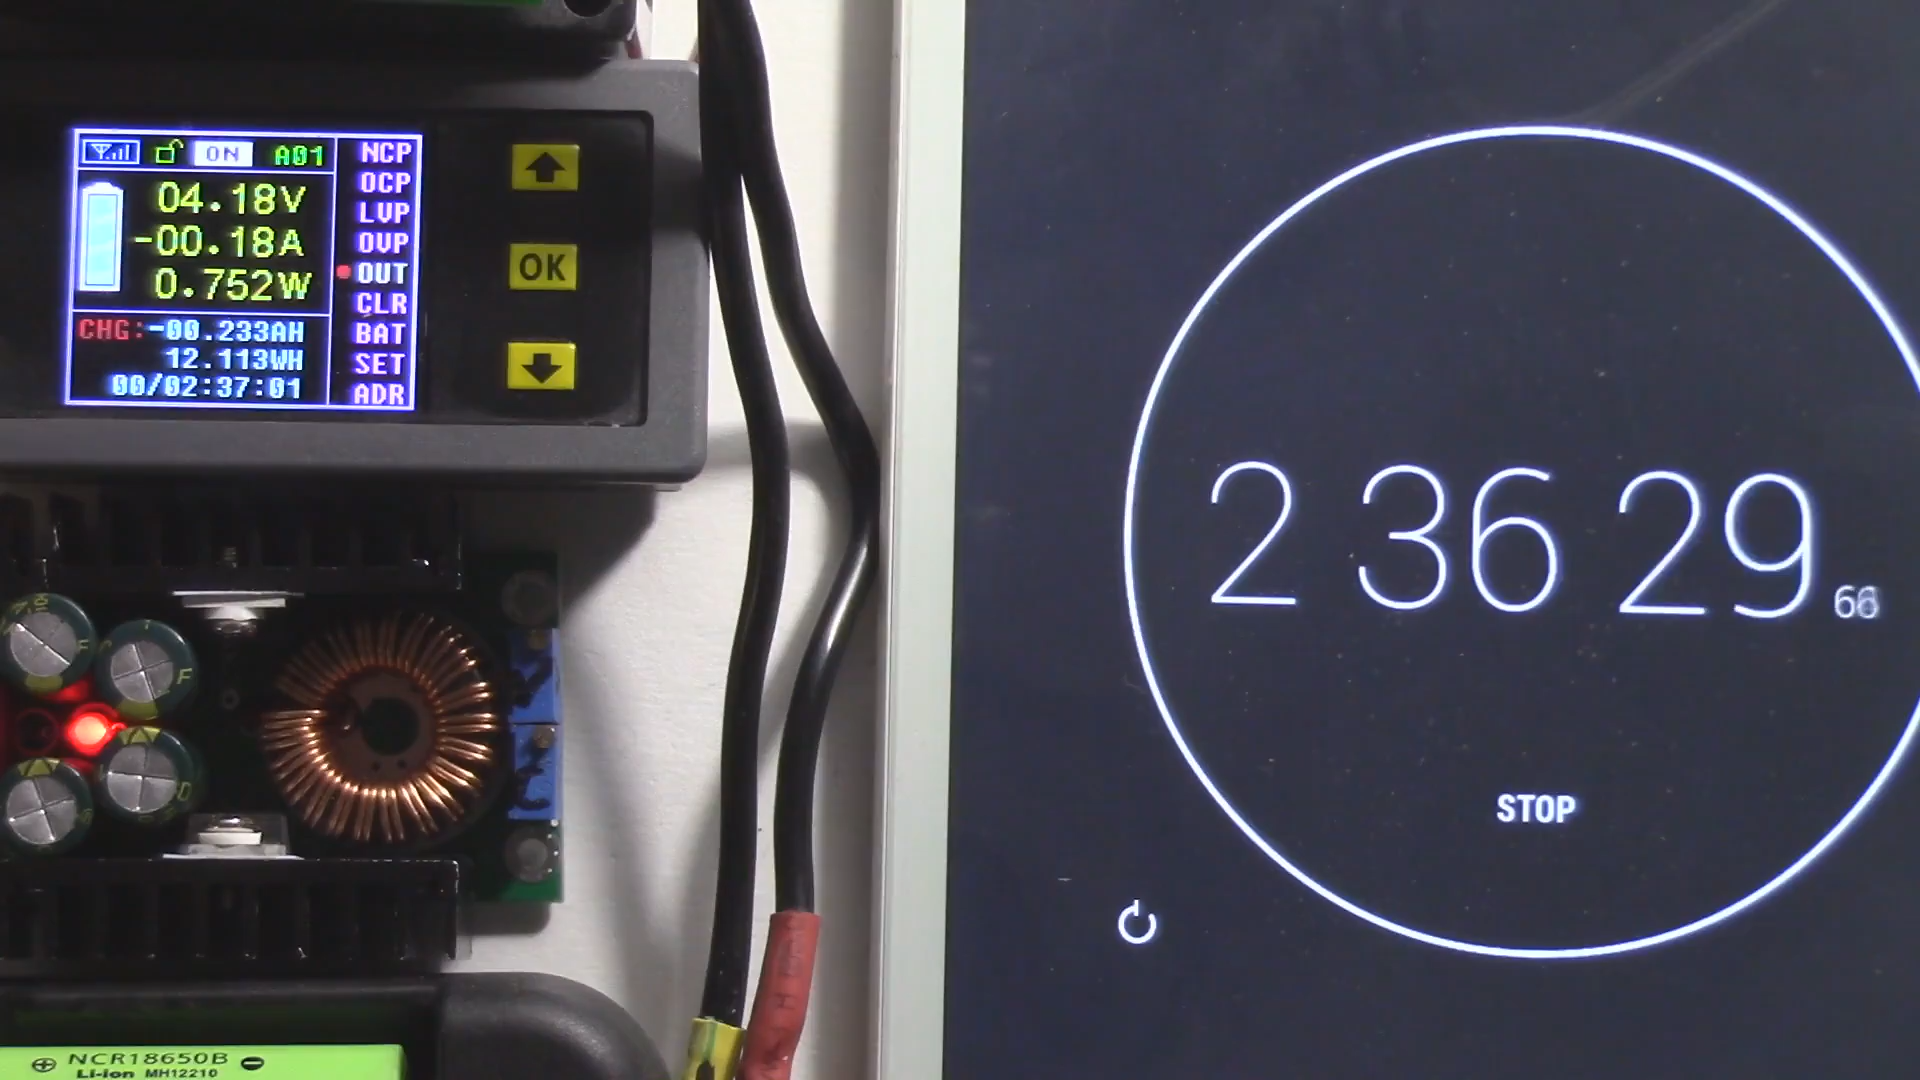 ON A01
04.18V
-00.18A
0.752W
CHG:-00.233AH
12.113WH
00/02:37:01
NCP
OCP
LVP
OVP
OUT
CLR
BAT
SET
ADR
OK
2 36 29
STOP
NCR18650B
Li-ion MH12210